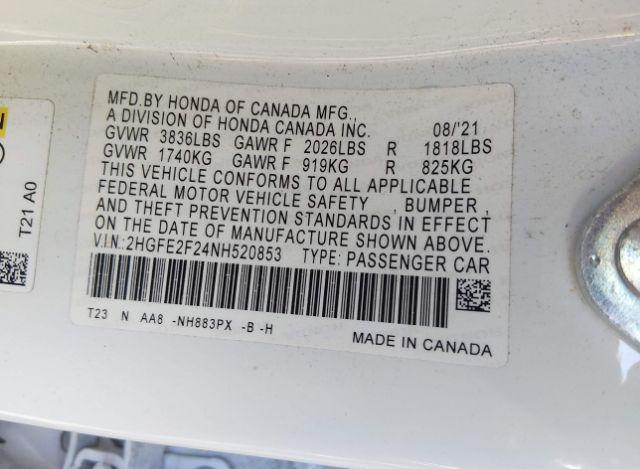 MFD.BY HONDA OF CANADA MFG.,
A DIVISION OF HONDA CANADA INC. 08/'21
GVWR 3836LBS GAWR F 2026LBS R 1818LBS
GVWR 1740KG GAWR F 919KG R 825KG
THIS VEHICLE CONFORMS TO ALL APPLICABLE
FEDERAL MOTOR VEHICLE SAFETY , BUMPER ,
AND THEFT PREVENTION STANDARDS IN EFFECT
ON THE DATE OF MANUFACTURE SHOWN ABOVE.
V.I.N:2HGFE2F24NH520853 TYPE: PASSENGER CAR
T23 N AA8 -NH883PX -B -H
MADE IN CANADA
T21 A0